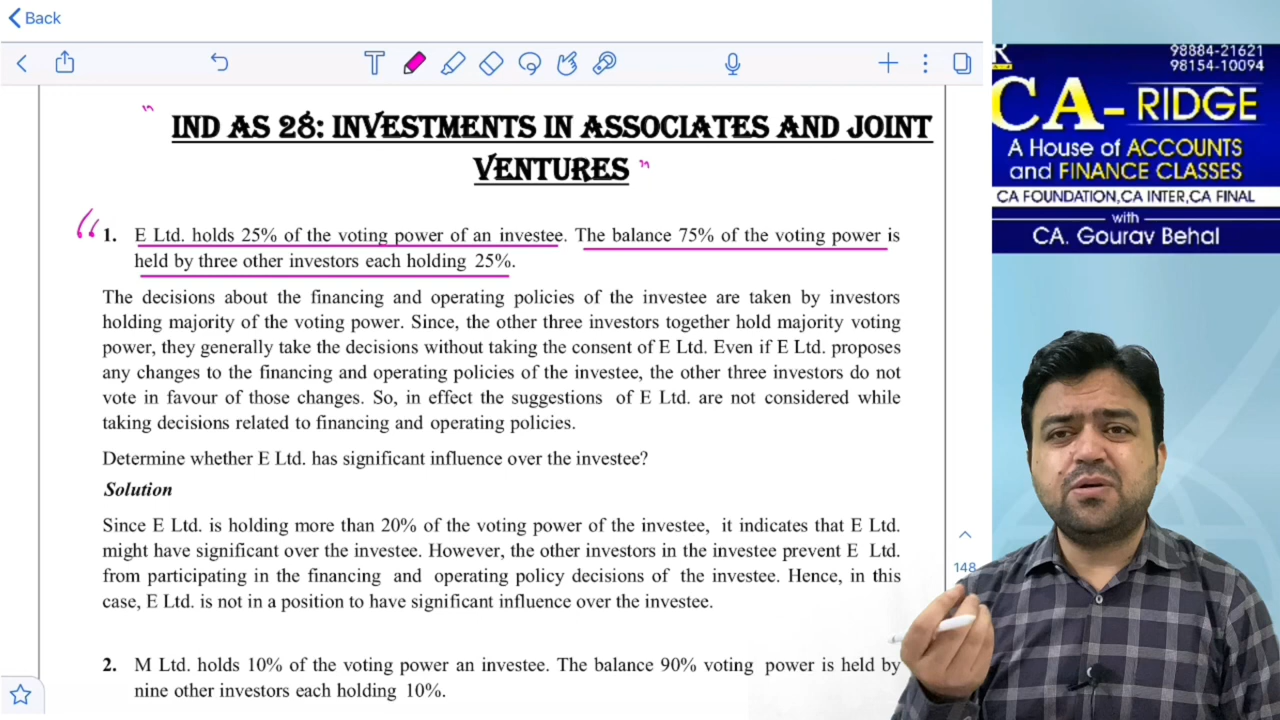 Back
T
98884-21621
98154-10094
R
CA- RIDGE
A House of ACCOUNTS
and FINANCE CLASSES
CA FOUNDATION,CA INTER,CA FINAL
with
CA. Gourav Behal
IND AS 28: INVESTMENTS IN ASSOCIATES AND JOINT
VENTURES
1. E Ltd. holds 25% of the voting power of an investee. The balance 75% of the voting power is
held by three other investors each holding 25%.
The decisions about the financing and operating policies of the investee are taken by investors
holding majority of the voting power. Since, the other three investors together hold majority voting
power, they generally take the decisions without taking the consent of E Ltd. Even if E Ltd. proposes
any changes to the financing and operating policies of the investee, the other three investors do not
vote in favour of those changes. So, in effect the suggestions of E Ltd. are not considered while
taking decisions related to financing and operating policies.
Determine whether E Ltd. has significant influence over the investee?
Solution
Since E Ltd. is holding more than 20% of the voting power of the investee, it indicates that E Ltd.
might have significant over the investee. However, the other investors in the investee prevent E Ltd.
from participating in the financing and operating policy decisions of the investee. Hence, in this
case, E Ltd. is not in a position to have significant influence over the investee.
148
2. M Ltd. holds 10% of the voting power an investee. The balance 90% voting power is held by
nine other investors each holding 10%.